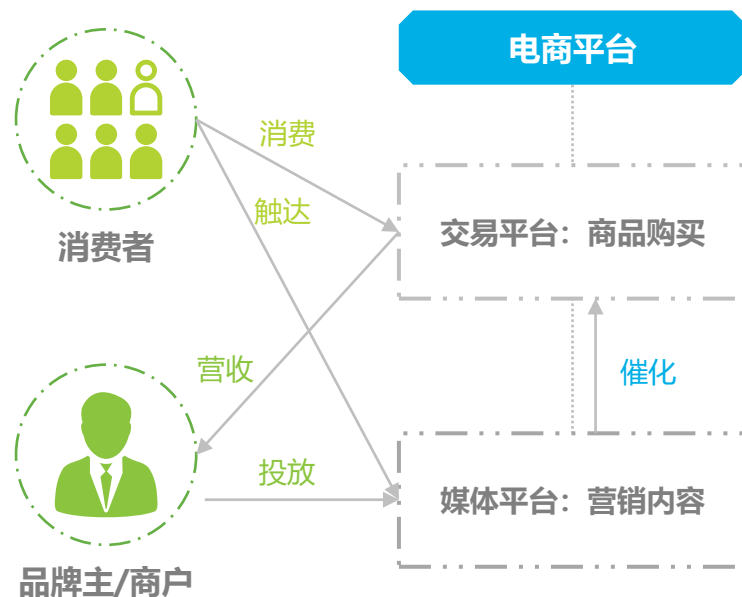 电商平台
消费
触达
消费者
交易平台：商品购买
营收
催化
投放
媒体平台：营销内容
品牌主/商户